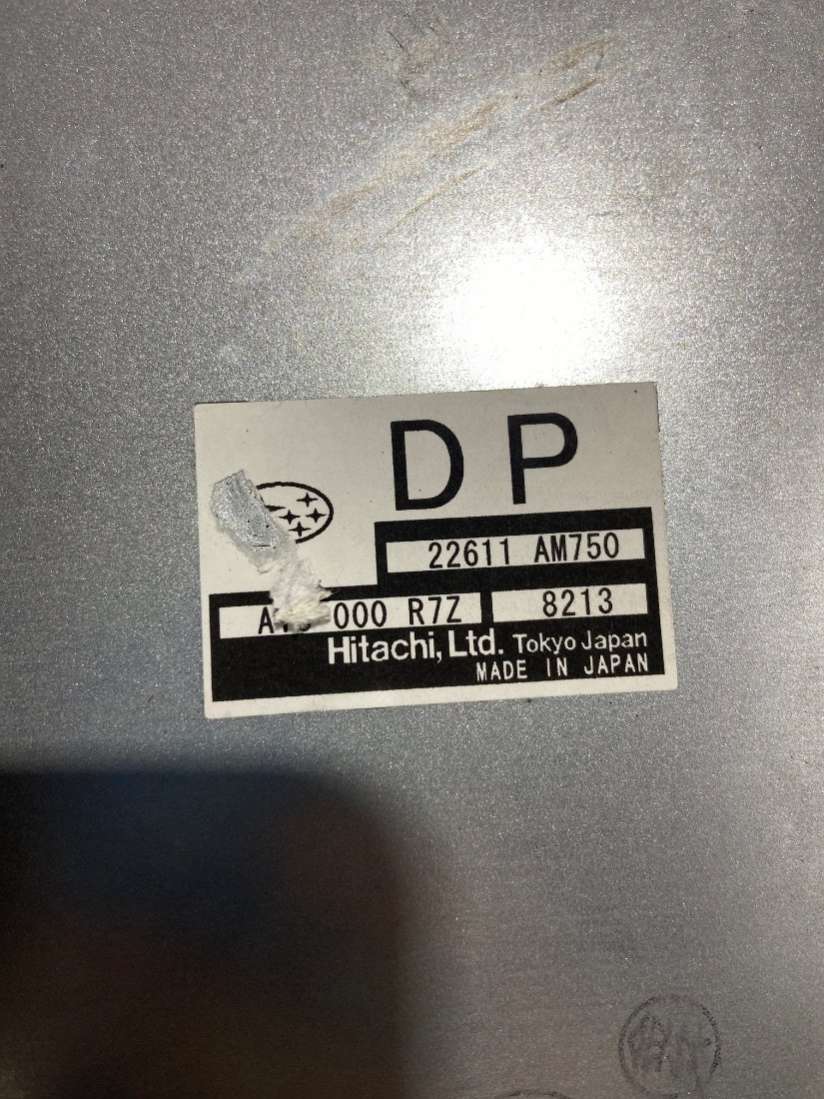 DP
22611 AM750
000 R7Z 8213
Hitachi, Ltd. Tokyo Japan
MADE IN JAPAN